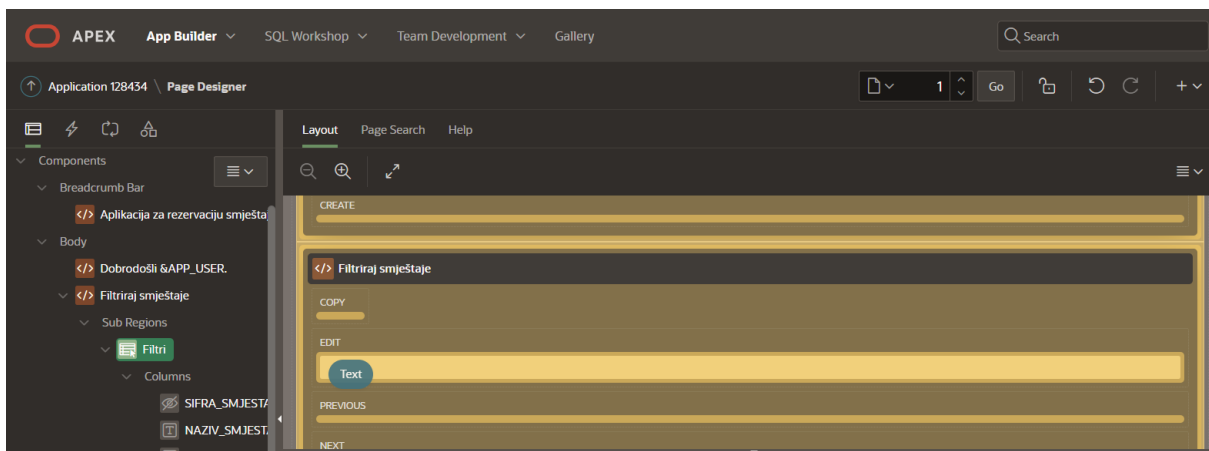 APEX App Builder SQL Workshop Team Development Gallery Search
Application 128434 \ Page Designer 1 Go
Layout Page Search Help
Components
Breadcrumb Bar
</> Aplikacija za rezervaciju smješta
Body
</> Dobrodošli &APP_USER.
</> Filtriraj smještaje
Sub Regions
Filtri
Columns
SIFRA_SMJESTA
T NAZIV_SMJEST
CREATE
</> Filtriraj smještaje
COPY
EDIT
Text
PREVIOUS
NEXT